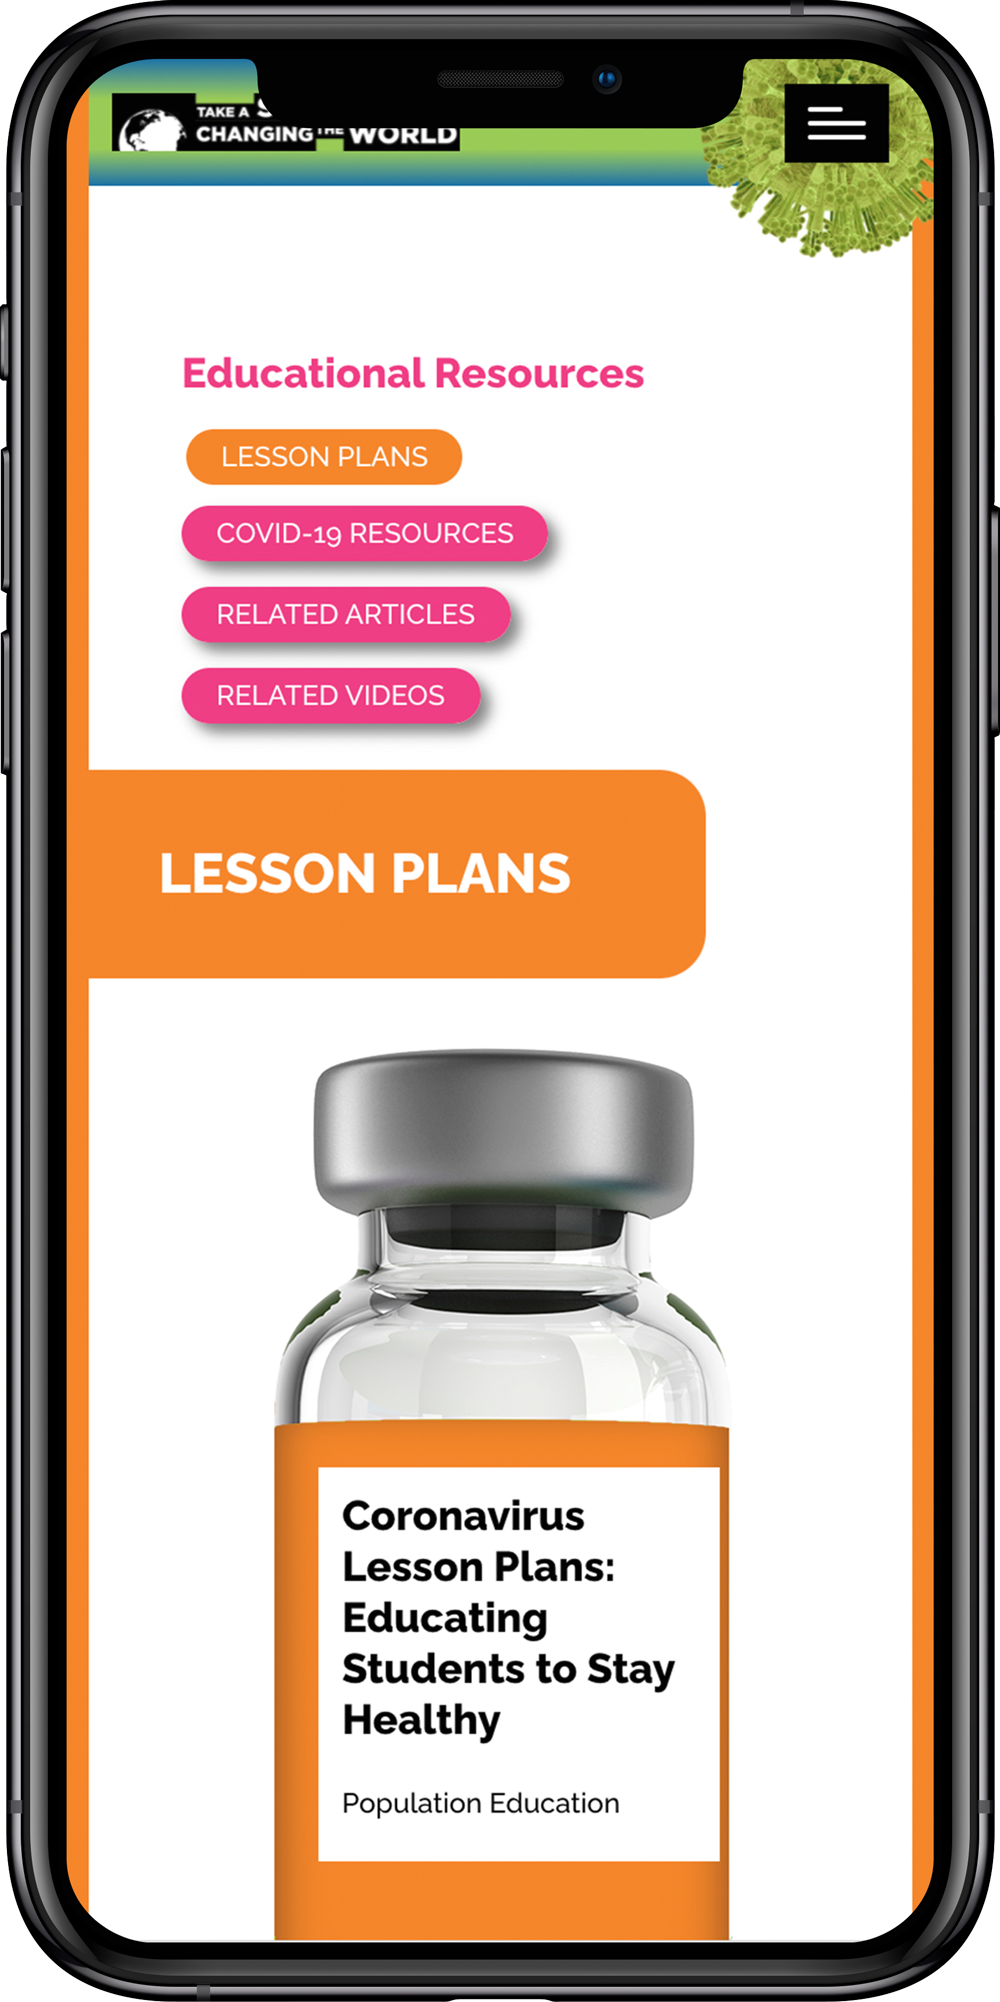 TAKE A
CHANGING THE WORLD
Educational Resources
LESSON PLANS
COVID-19 RESOURCES
RELATED ARTICLES
RELATED VIDEOS
LESSON PLANS
Coronavirus
Lesson Plans:
Educating
Students to Stay
Healthy
Population Education